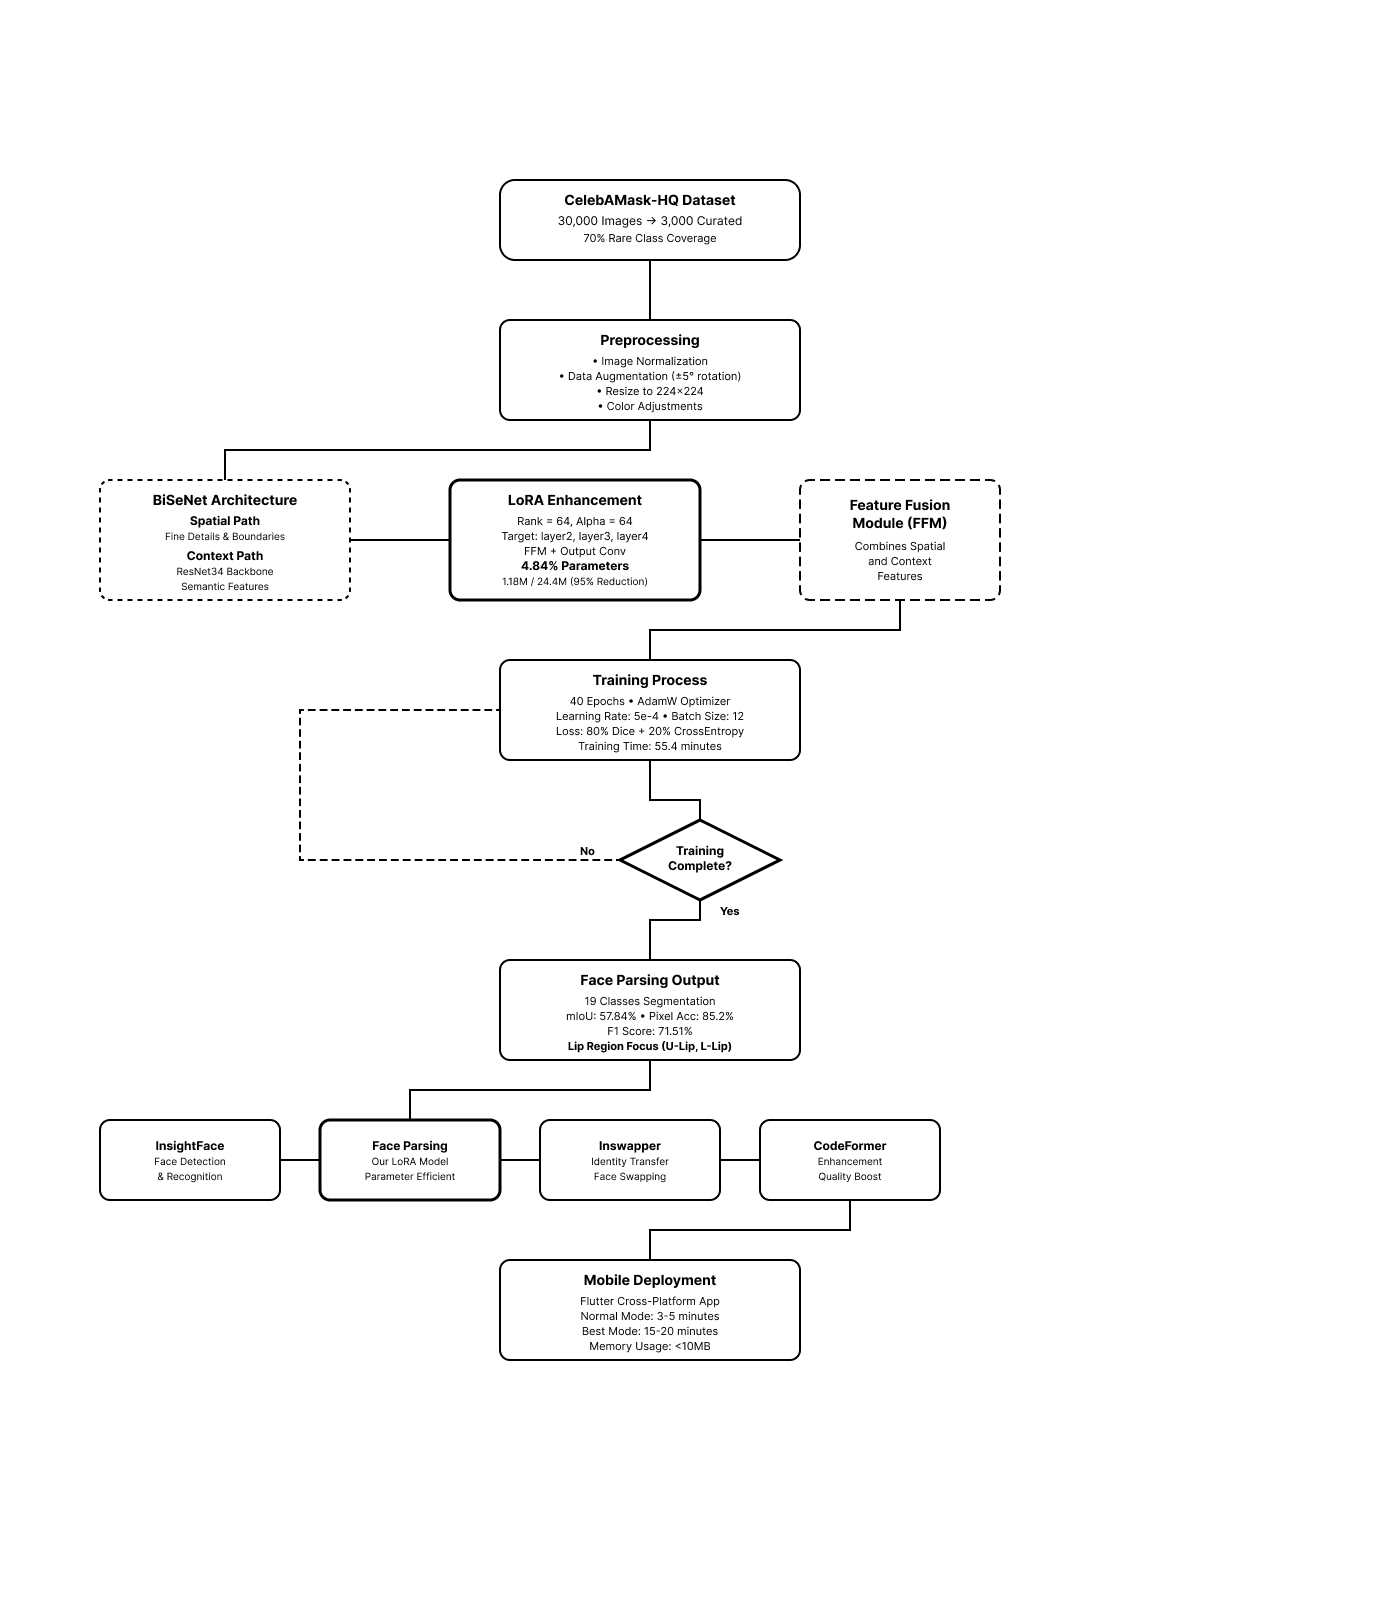 CelebAMask-HQ Dataset
30,000 Images → 3,000 Curated
70% Rare Class Coverage
Preprocessing
• Image Normalization
• Data Augmentation (±5° rotation)
• Resize to 224×224
• Color Adjustments
BiSeNet Architecture
Spatial Path
Fine Details & Boundaries
Context Path
ResNet34 Backbone
Semantic Features
LoRA Enhancement
Rank = 64, Alpha = 64
Target: layer2, layer3, layer4
FFM + Output Conv
4.84% Parameters
1.18M / 24.4M (95% Reduction)
Feature Fusion
Module (FFM)
Combines Spatial
and Context
Features
Training Process
40 Epochs • AdamW Optimizer
Learning Rate: 5e-4 • Batch Size: 12
Loss: 80% Dice + 20% CrossEntropy
Training Time: 55.4 minutes
No
Training
Complete?
Yes
Face Parsing Output
19 Classes Segmentation
mIoU: 57.84% • Pixel Acc: 85.2%
F1 Score: 71.51%
Lip Region Focus (U-Lip, L-Lip)
InsightFace
Face Detection
& Recognition
Face Parsing
Our LoRA Model
Parameter Efficient
Inswapper
Identity Transfer
Face Swapping
CodeFormer
Enhancement
Quality Boost
Mobile Deployment
Flutter Cross-Platform App
Normal Mode: 3-5 minutes
Best Mode: 15-20 minutes
Memory Usage: <10MB